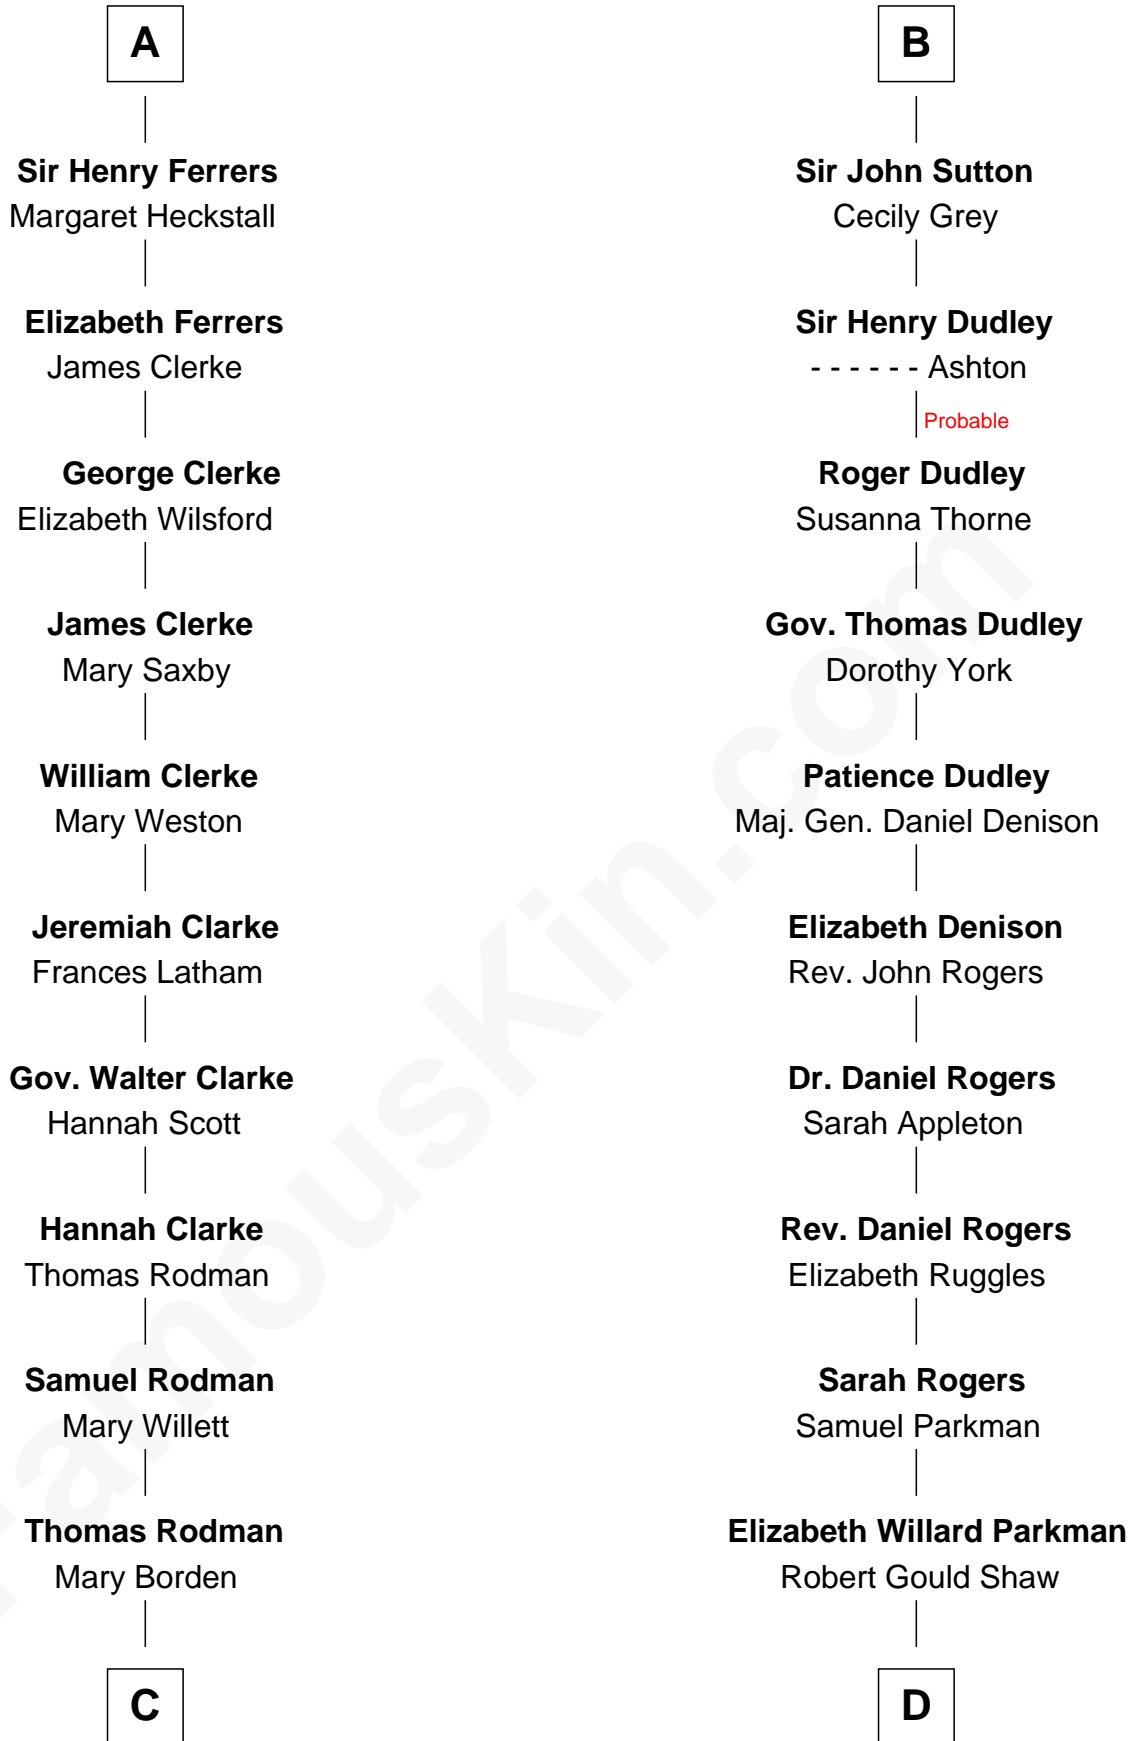 A
Sir Henry Ferrers
Margaret Heckstall
Elizabeth Ferrers
James Clerke
George Clerke
Elizabeth Wilsford
James Clerke
Mary Saxby
William Clerke
Mary Weston
Jeremiah Clarke
Frances Latham
Gov. Walter Clarke
Hannah Scott
Hannah Clarke
Thomas Rodman
Samuel Rodman
Mary Willett
Thomas Rodman
Mary Borden
C
B
Sir John Sutton
Cecily Grey
Sir Henry Dudley
- - - - - - Ashton
Probable
Roger Dudley
Susanna Thorne
Gov. Thomas Dudley
Dorothy York
Patience Dudley
Maj. Gen. Daniel Denison
Elizabeth Denison
Rev. John Rogers
Dr. Daniel Rogers
Sarah Appleton
Rev. Daniel Rogers
Elizabeth Ruggles
Sarah Rogers
Samuel Parkman
Elizabeth Willard Parkman
Robert Gould Shaw
D
FamousKin.com